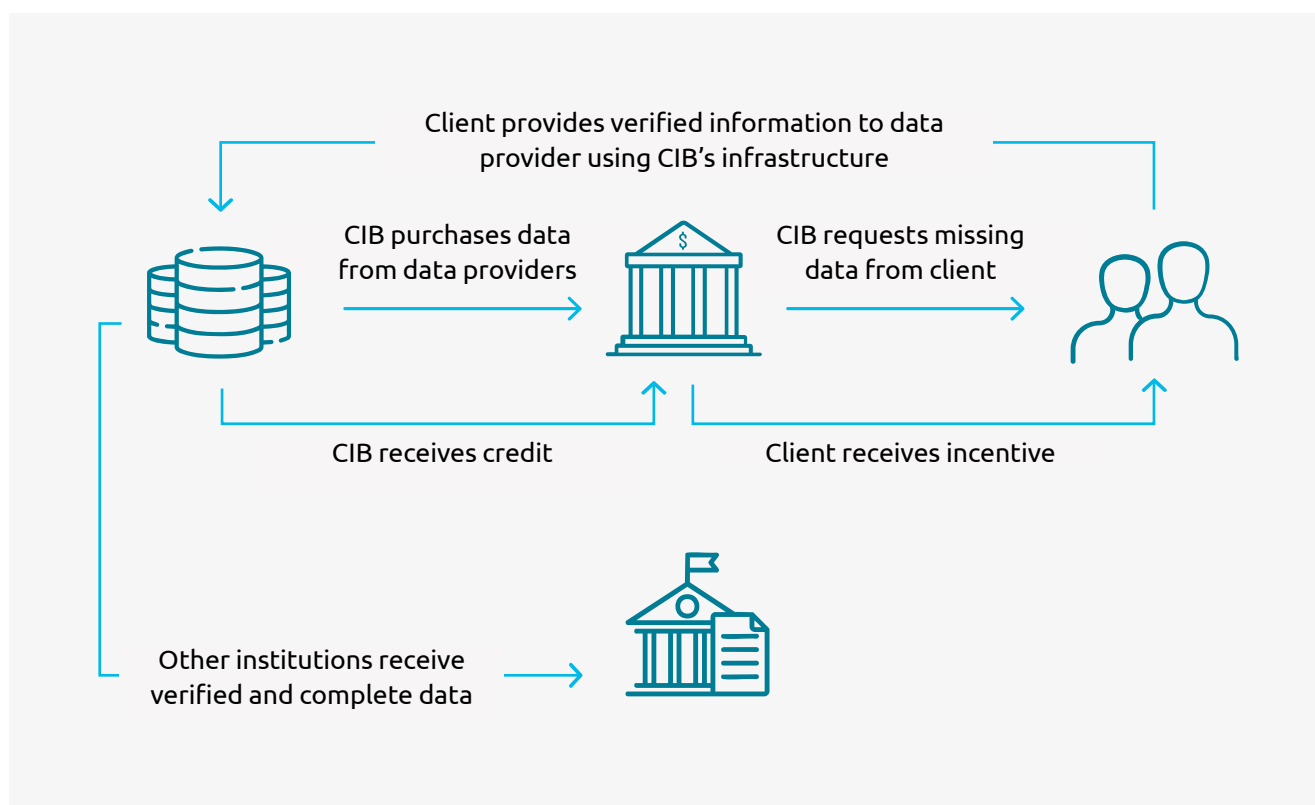 Client provides verified information to data
provider using CIB’s infrastructure
CIB purchases data
from data providers
$
CIB requests missing
data from client
CIB receives credit
Client receives incentive
Other institutions receive
verified and complete data